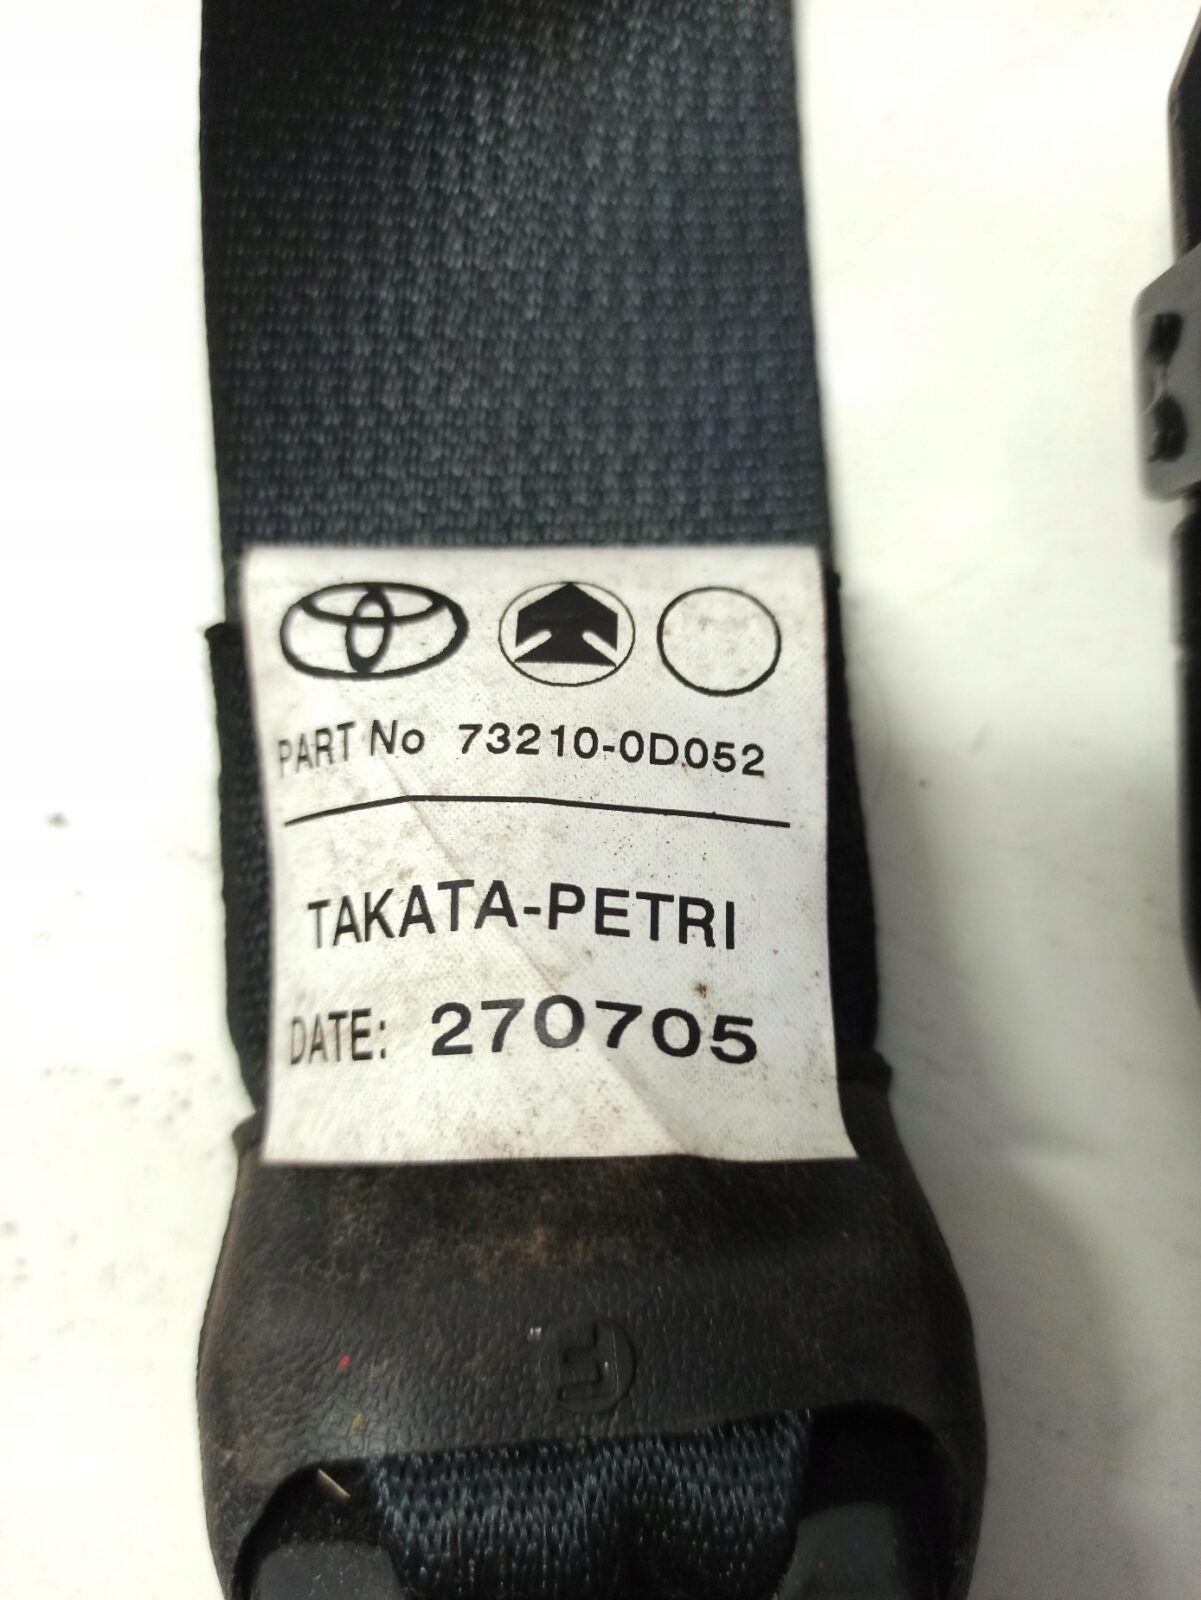 PART No 73210-0D052
TAKATA-PETRI
DATE: 270705